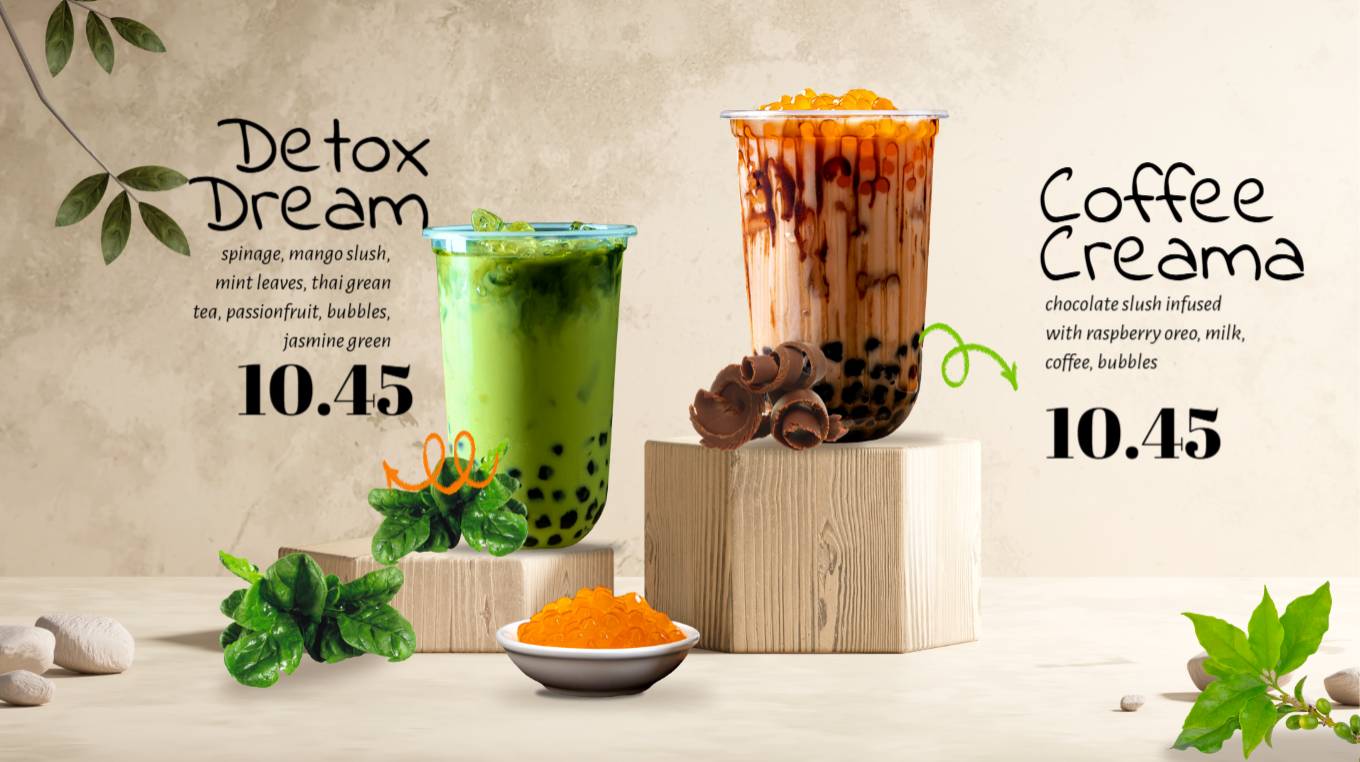 Detox
Dream
spinage, mango slush,
mint leaves, thai grean
tea, passionfruit, bubbles,
jasmine green
10.45
Coffee
Creama
chocolate slush infused
with raspberry oreo, milk,
coffee, bubbles
10.45